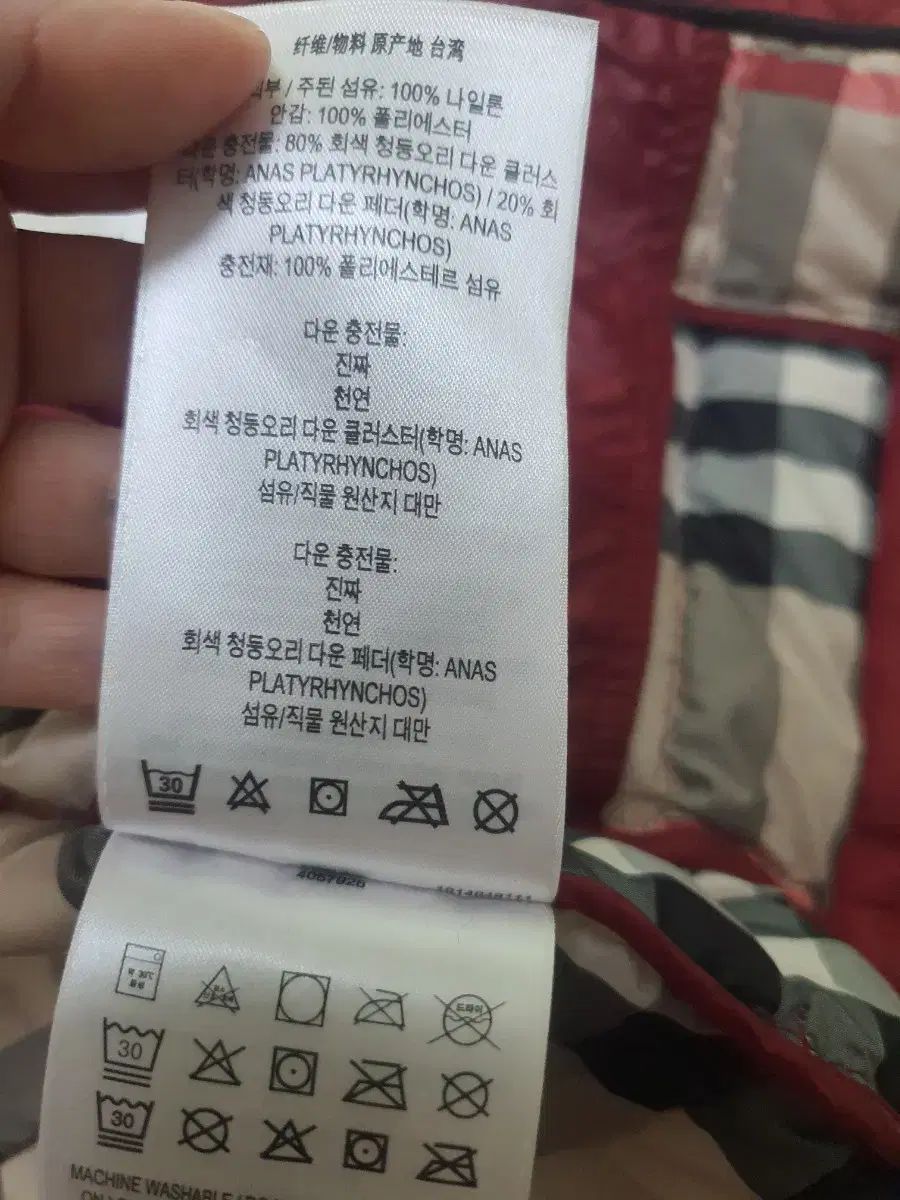 纤维/物料 原产地 台湾
/ 주된 섬유: 100% 나일론
안감: 100% 폴리에스터
충전물: 80% 회색 청둥오리 다운 클러스
터(학명: ANAS PLATYRHYNCHOS) / 20% 회
색 청둥오리 다운 페더(학명: ANAS
PLATYRHYNCHOS)
충전재: 100% 폴리에스테르 섬유
다운 충전물:
진짜
천연
회색 청둥오리 다운 클러스터(학명: ANAS
PLATYRHYNCHOS)
섬유/직물 원산지 대만
다운 충전물:
진짜
천연
회색 청둥오리 다운 페더(학명: ANAS
PLATYRHYNCHOS)
섬유/직물 원산지 대만
30
드라이
30
30
MACHINE WASHABLE